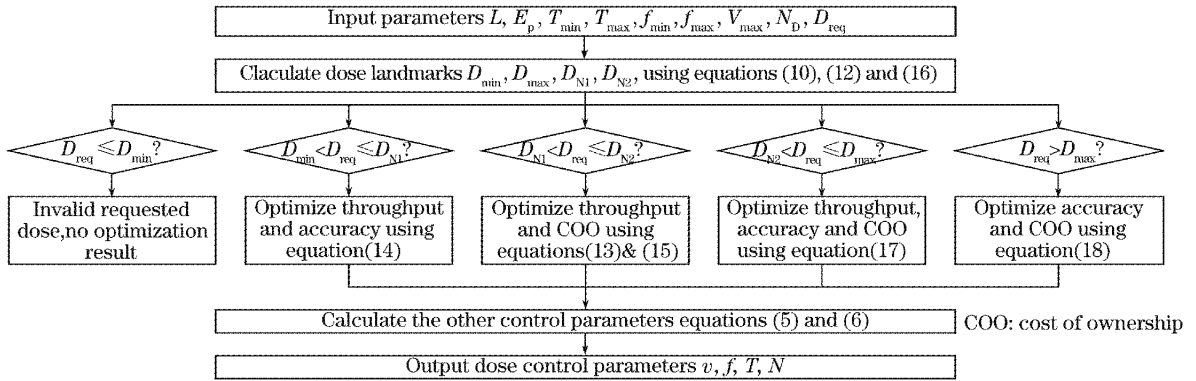 Input parameters L, E_p, T_min, T_max, f_min, f_max, V_max, N_D, D_req
Claculate dose landmarks D_min, D_max, D_N1, D_N2, using equations (10), (12) and (16)
D_req ⩽D_min?
D_min<D_req ⩽D_N1?
D_N1<D_req ⩽D_N2?
D_N2<D_req ⩽D_max?
D_req>D_max?
Invalid requested
dose,no optimization
result
Optimize throughput
and accuracy using
equation(14)
Optimize throughput
and COO using
equations(13)& (15)
Optimize throughput,
accuracy and COO
using equation(17)
Optimize accuracy
and COO using
equation(18)
Calculate the other control parameters equations (5) and (6)
COO: cost of ownership
Output dose control parameters v, f, T, N